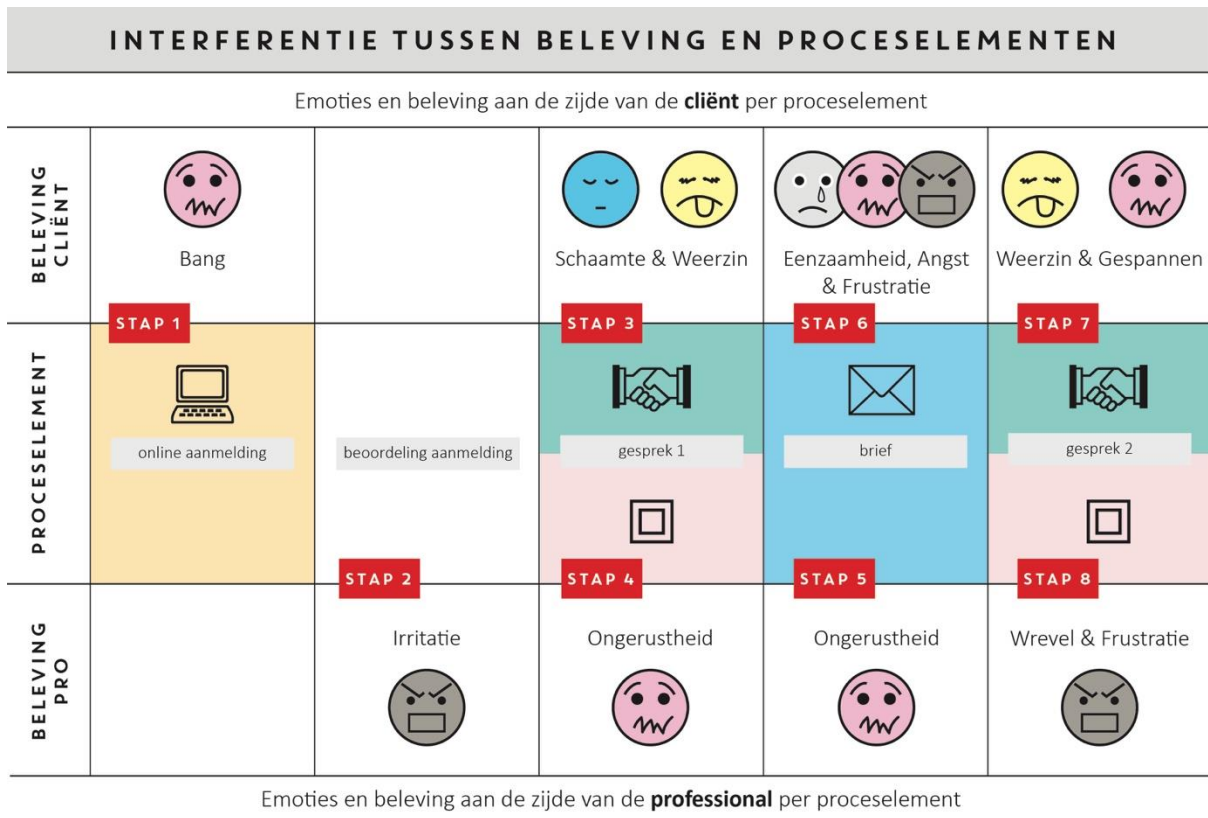 INTERFERENTIE TUSSEN BELEVING EN PROCESELEMENTEN
Emoties en beleving aan de zijde van de cliënt per proceselement
BELEVING
CLIËNT
Bang
Schaamte & Weerzin
Eenzaamheid, Angst
& Frustratie
Weerzin & Gespannen
STAP 1
STAP 3
STAP 6
STAP 7
PROCESELEMENT
online aanmelding
beoordeling aanmelding
gesprek 1
brief
gesprek 2
STAP 2
STAP 4
STAP 5
STAP 8
BELEVING
PRO
Irritatie
Ongerustheid
Ongerustheid
Wrevel & Frustratie
Emoties en beleving aan de zijde van de professional per proceselement